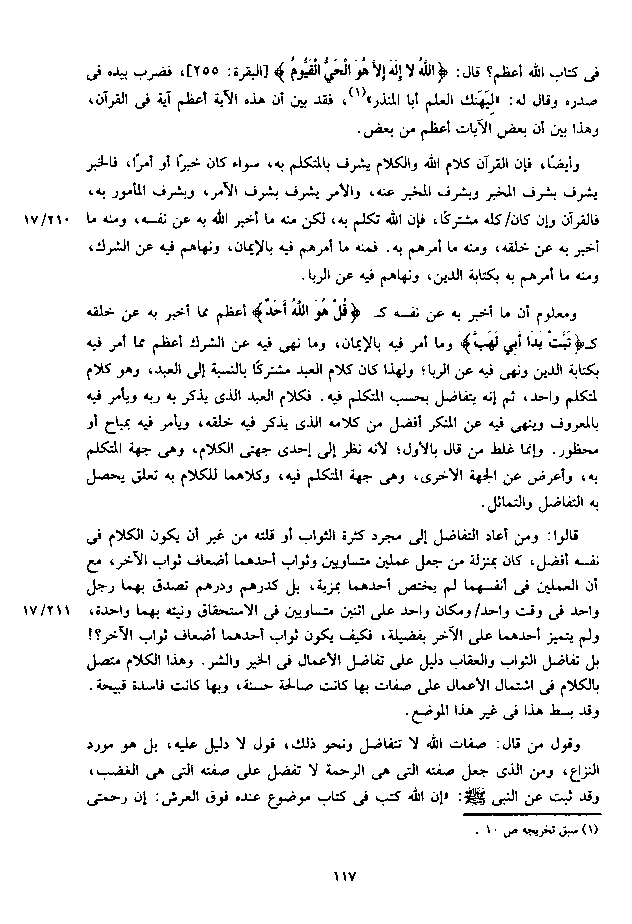 فى كتاب الله أعظم؟ قال: ﴿اللَّهُ لا إِلَهَ إِلاَّ هُوَ الْحَيُّ الْقَيُّومُ﴾ [البقرة: ٢٥٥]، فضرب بيده فى
صدره وقال له: «لِيَهْنك العلم أبا المنذر»(١)، فقد بين أن هذه الآية أعظم آية فى القرآن،
وهذا بين أن بعض الآيات أعظم من بعض.
وأيضًا، فإن القرآن كلام الله والكلام يشرف بالمتكلم به، سواء كان خبرًا أو أمرًا، فالخبر
يشرف بشرف المخبر وبشرف المخبر عنه، والأمر يشرف بشرف الآمر، وبشرف المأمور به،
فالقرآن وإن كان/ كله مشتركًا، فإن الله تكلم به، لكن منه ما أخبر الله به عن نفسه، ومنه ما
١٧/٢١٠
أخبر به عن خلقه، ومنه ما أمرهم به. فمنه ما أمرهم فيه بالإيمان، ونهاهم فيه عن الشرك،
ومنه ما أمرهم به بكتابة الدين، ونهاهم فيه عن الربا.
ومعلوم أن ما أخبر به عن نفسه كـ ﴿قُلْ هُوَ اللَّهُ أَحَدٌ﴾ أعظم مما أخبر به عن خلقه
كـ﴿تَبَّتْ يَدَا أَبِي لَهَبٍ﴾ وما أمر فيه بالإيمان، وما نهى فيه عن الشرك أعظم مما أمر فيه
بكتابة الدين ونهى فيه عن الربا؛ ولهذا كان كلام العبد مشتركًا بالنسبة إلى العبد، وهو كلام
لمتكلم واحد، ثم إنه يتفاضل بحسب المتكلم فيه. فكلام العبد الذى يذكر به ربه ويأمر فيه
بالمعروف وينهى فيه عن المنكر أفضل من كلامه الذى يذكر فيه خلقه، ويأمر فيه بمباح أو
محظور. وإنما غلط من قال بالأول؛ لأنه نظر إلى إحدى جهتى الكلام، وهى جهة المتكلم
به، وأعرض عن الجهة الأخرى، وهى جهة المتكلم فيه، وكلاهما للكلام به تعلق يحصل
به التفاضل والتماثل.
قالوا: ومن أعاد التفاضل إلى مجرد كثرة الثواب أو قلته من غير أن يكون الكلام فى
نفسه أفضل، كان بمنزلة من جعل عملين متساويين وثواب أحدهما أضعاف ثواب الآخر، مع
أن العملين فى أنفسهما لم يختص أحدهما بمزية، بل كدرهم ودرهم تصدق بهما رجل
واحد فى وقت واحد/ ومكان واحد على اثنين متساويين فى الاستحقاق ونيته بهما واحدة،
١٧/٢١١
ولم يتميز أحدهما على الآخر بفضيلة، فكيف يكون ثواب أحدهما أضعاف ثواب الآخر؟!
بل تفاضل الثواب والعقاب دليل على تفاضل الأعمال فى الخير والشر. وهذا الكلام متصل
بالكلام فى اشتمال الأعمال على صفات بها كانت صالحة حسنة، وبها كانت فاسدة قبيحة.
وقد بسط هذا فى غير هذا الموضع.
وقول من قال: صفات الله لا تتفاضل ونحو ذلك، قول لا دليل عليه، بل هو مورد
النزاع، ومن الذى جعل صفته التى هى الرحمة لا تفضل على صفته التى هى الغضب،
وقد ثبت عن النبى ﷺ: «إن الله كتب فى كتاب موضوع عنده فوق العرش: إن رحمتى
(١) سبق تخريجه ص ١٠.
١١٧